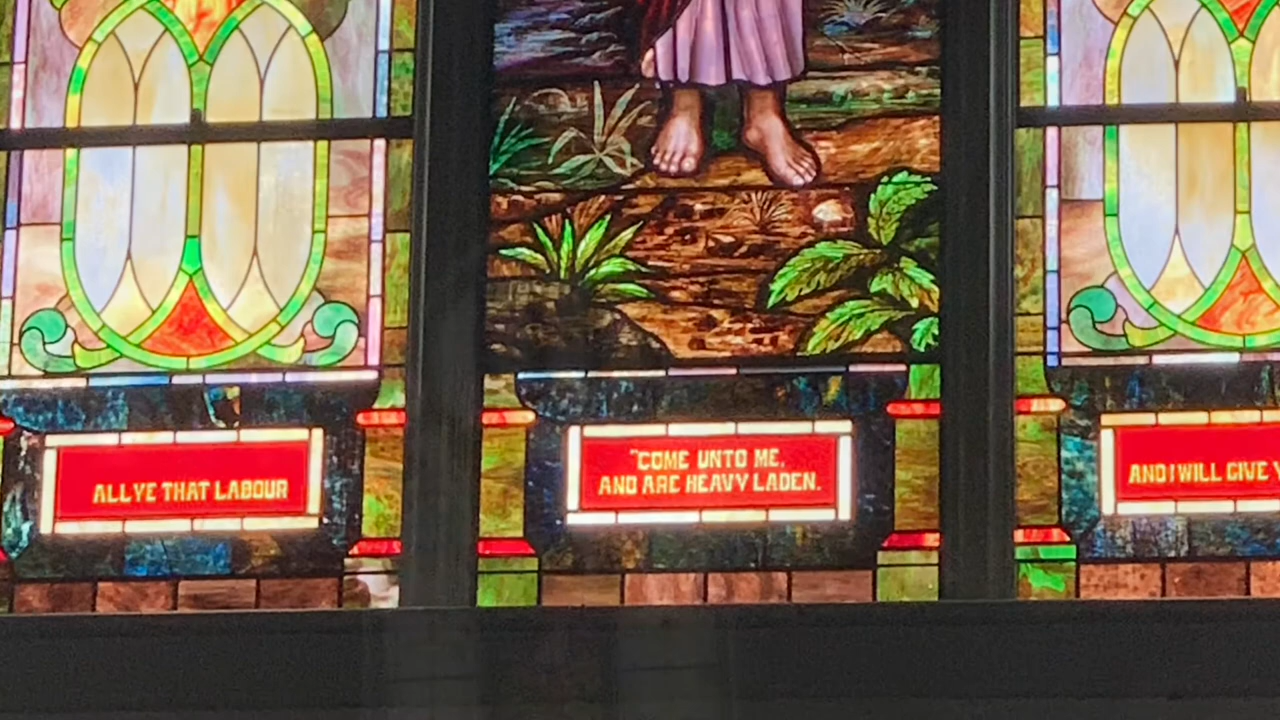 ALL YE THAT LABOUR
"COME UNTO ME,
AND ARE HEAVY LADEN.
AND I WILL GIVE